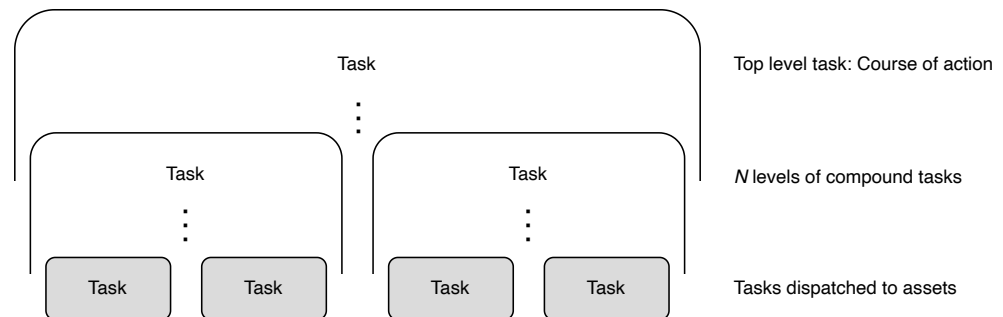 Task
Top level task: Course of action
Task
Task
N levels of compound tasks
Task
Task
Task
Task
Tasks dispatched to assets